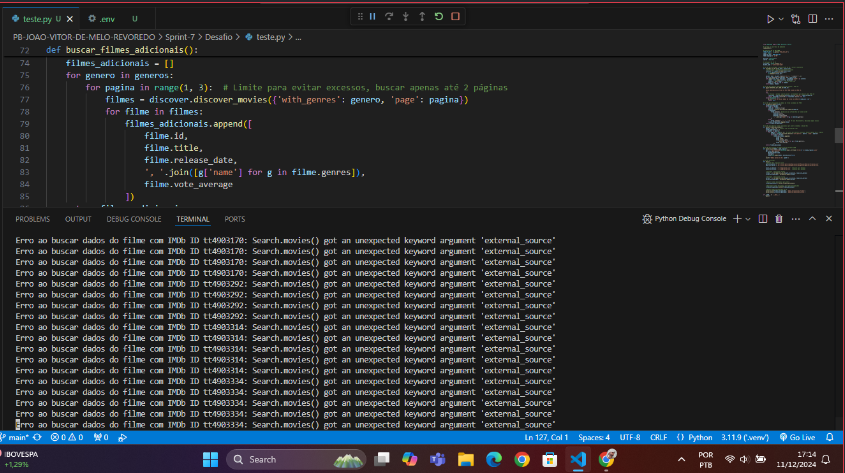 teste.py U
.env U
PB-JOAO-VITOR-DE-MELO-REVOREDO > Sprint-7 > Desafio > teste.py > ...
72 def buscar_filmes_adicionais():
74 filmes_adicionais = []
75 for genero in generos:
76 for pagina in range(1, 3): # Limite para evitar excessos, buscar apenas até 2 páginas
77 filmes = discover.discover_movies({'with_genres': genero, 'page': pagina})
78 for filme in filmes:
79 filmes_adicionais.append([
80 filme.id,
81 filme.title,
82 filme.release_date,
83 ', '.join([g['name'] for g in filme.genres]),
84 filme.vote_average
85 ])
PROBLEMS OUTPUT DEBUG CONSOLE TERMINAL PORTS Python Debug Console
Erro ao buscar dados do filme com IMDb ID tt4903170: Search.movies() got an unexpected keyword argument 'external_source'
Erro ao buscar dados do filme com IMDb ID tt4903170: Search.movies() got an unexpected keyword argument 'external_source'
Erro ao buscar dados do filme com IMDb ID tt4903170: Search.movies() got an unexpected keyword argument 'external_source'
Erro ao buscar dados do filme com IMDb ID tt4903170: Search.movies() got an unexpected keyword argument 'external_source'
Erro ao buscar dados do filme com IMDb ID tt4903292: Search.movies() got an unexpected keyword argument 'external_source'
Erro ao buscar dados do filme com IMDb ID tt4903292: Search.movies() got an unexpected keyword argument 'external_source'
Erro ao buscar dados do filme com IMDb ID tt4903292: Search.movies() got an unexpected keyword argument 'external_source'
Erro ao buscar dados do filme com IMDb ID tt4903292: Search.movies() got an unexpected keyword argument 'external_source'
Erro ao buscar dados do filme com IMDb ID tt4903314: Search.movies() got an unexpected keyword argument 'external_source'
Erro ao buscar dados do filme com IMDb ID tt4903314: Search.movies() got an unexpected keyword argument 'external_source'
Erro ao buscar dados do filme com IMDb ID tt4903314: Search.movies() got an unexpected keyword argument 'external_source'
Erro ao buscar dados do filme com IMDb ID tt4903314: Search.movies() got an unexpected keyword argument 'external_source'
Erro ao buscar dados do filme com IMDb ID tt4903314: Search.movies() got an unexpected keyword argument 'external_source'
Erro ao buscar dados do filme com IMDb ID tt4903334: Search.movies() got an unexpected keyword argument 'external_source'
Erro ao buscar dados do filme com IMDb ID tt4903334: Search.movies() got an unexpected keyword argument 'external_source'
Erro ao buscar dados do filme com IMDb ID tt4903334: Search.movies() got an unexpected keyword argument 'external_source'
Erro ao buscar dados do filme com IMDb ID tt4903334: Search.movies() got an unexpected keyword argument 'external_source'
Erro ao buscar dados do filme com IMDb ID tt4903334: Search.movies() got an unexpected keyword argument 'external_source'
main* 0 0 0 Ln 127, Col 1 Spaces: 4 UTF-8 CRLF Python 3.11.9 ('.venv') Go Live
IBOVESPA
+1,29%
Search
POR
PTB
17:14
11/12/2024